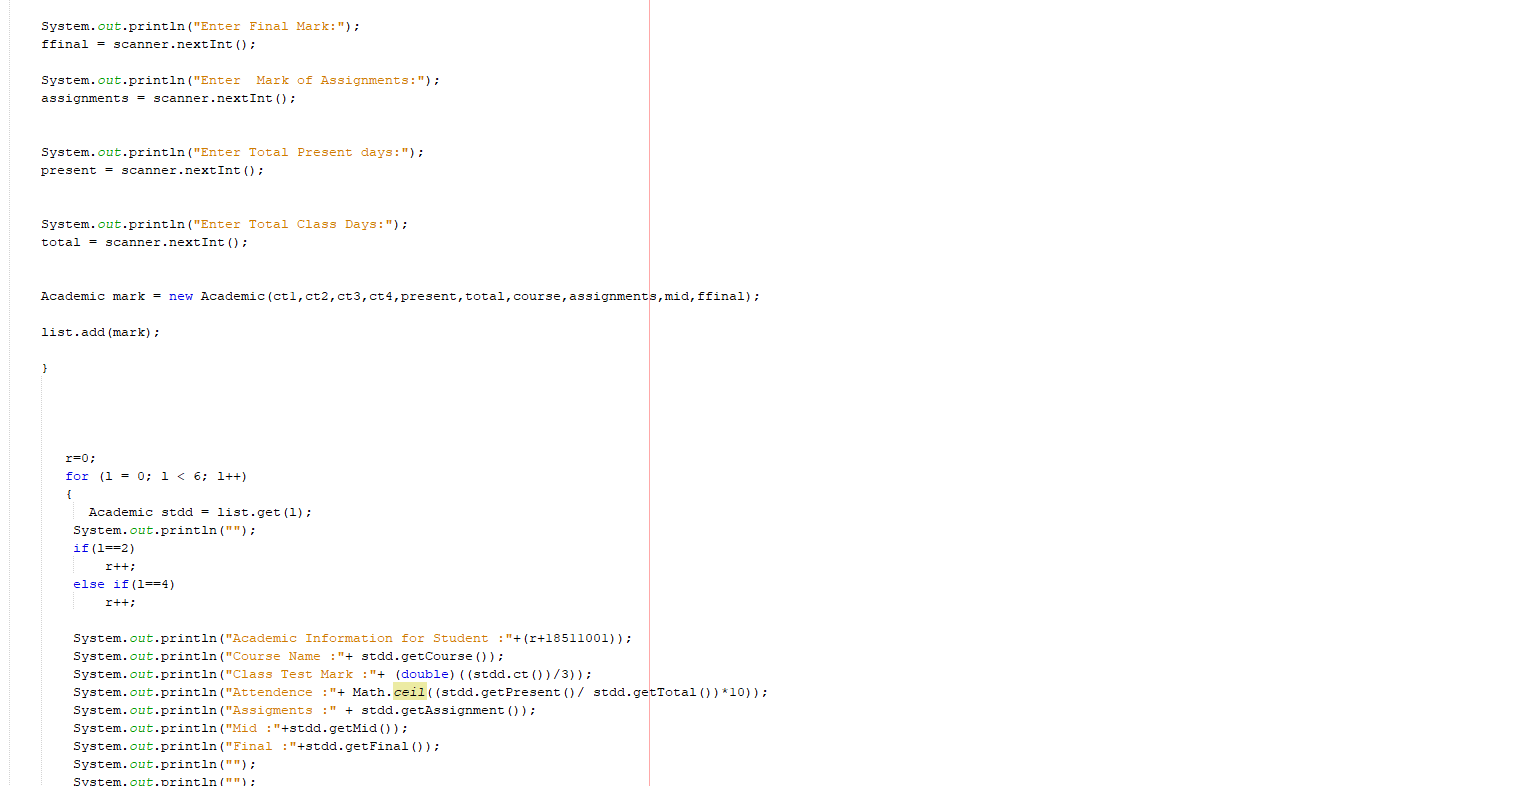 System.out.println("Enter Final Mark:");
ffinal = scanner.nextInt();
System.out.println("Enter  Mark of Assignments:");
assignments = scanner.nextInt();
System.out.println("Enter Total Present days:");
present = scanner.nextInt();
System.out.println("Enter Total Class Days:");
total = scanner.nextInt();
Academic mark = new Academic(ct1,ct2,ct3,ct4,present,total,course,assignments,mid,ffinal);
list.add(mark);
}
r=0;
for (l = 0; l < 6; l++)
{
Academic stdd = list.get(l);
System.out.println("");
if(l==2)
r++;
else if(l==4)
r++;
System.out.println("Academic Information for Student :"+(r+18511001));
System.out.println("Course Name :"+ stdd.getCourse());
System.out.println("Class Test Mark :"+ (double)((stdd.ct())/3));
System.out.println("Attendence :"+ Math.ceil((stdd.getPresent()/ stdd.getTotal())*10));
System.out.println("Assigments :" + stdd.getAssignment());
System.out.println("Mid :"+stdd.getMid());
System.out.println("Final :"+stdd.getFinal());
System.out.println("");
System.out.println("");